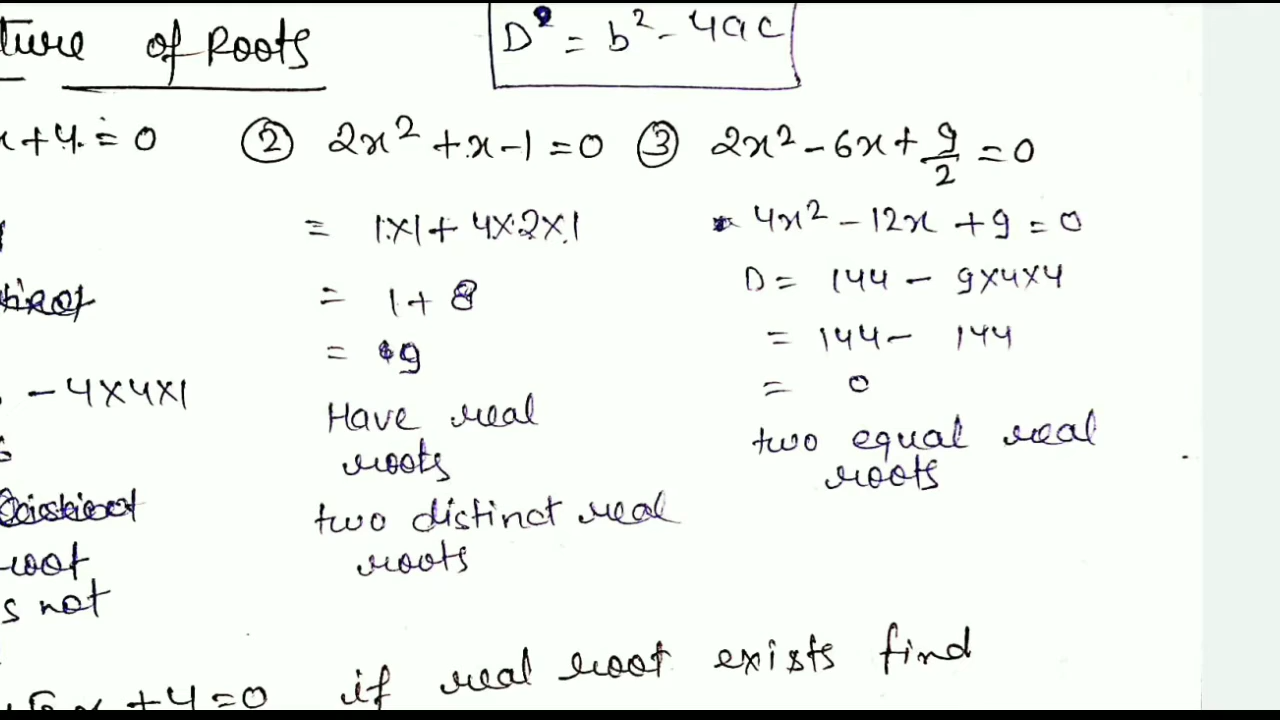 ture of Roots
D = b² - 4ac
x + 4 = 0
② 2x² + x - 1 = 0
= 1×1 + 4×2×1
= 1 + 8
= 9
Have real
roots
two distinct real
roots
③ 2x² - 6x + 9/2 = 0
4x² - 12x + 9 = 0
D = 144 - 9×4×4
= 144 - 144
= 0
two equal real
roots
- 4×4×1
root
s not
x + 4 = 0 if real root exists find